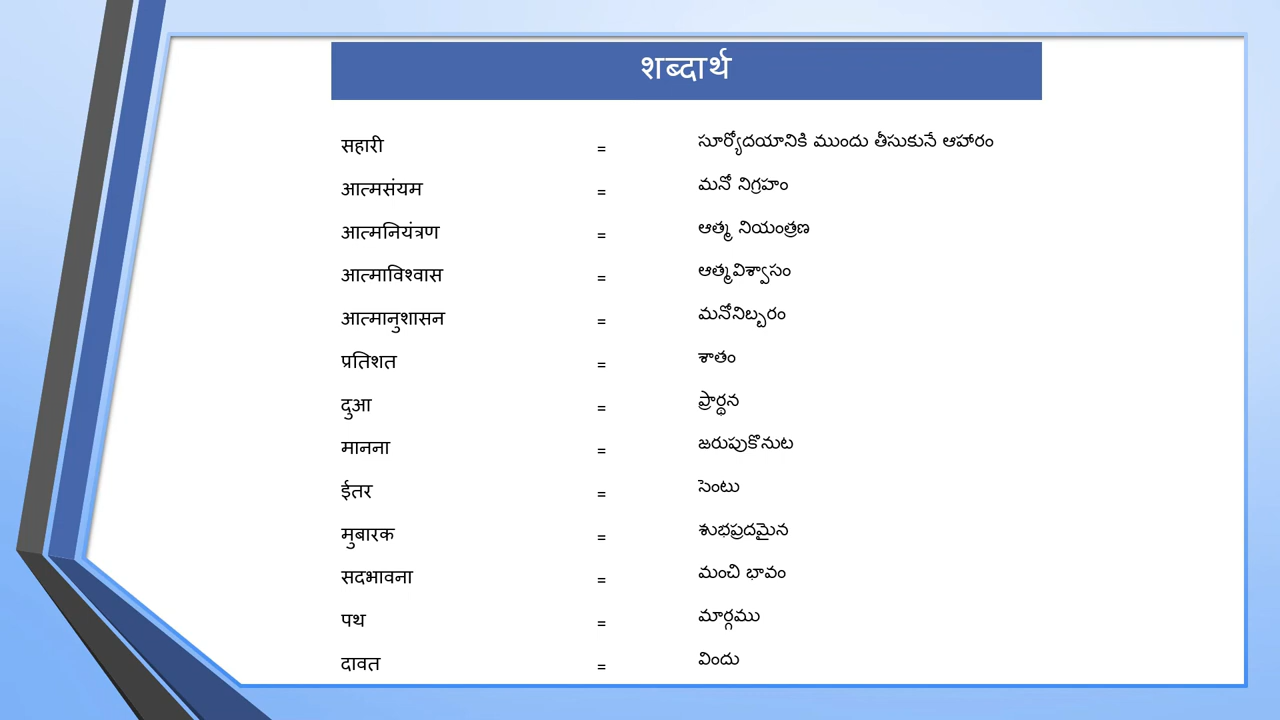 शब्दार्थ
सहारी = సూర్యోదయానికి ముందు తీసుకునే ఆహారం
आत्मसंयम = మనో నిగ్రహం
आत्मनियंत्रण = ఆత్మ నియంత్రణ
आत्माविश्वास = ఆత్మవిశ్వాసం
आत्मानुशासन = మనోనిబ్బరం
प्रतिशत = శాతం
दुआ = ప్రార్థన
मानना = జరుపుకొనుట
ईतर = సెంటు
मुबारक = శుభప్రదమైన
सदभावना = మంచి భావం
पथ = మార్గము
दावत = విందు